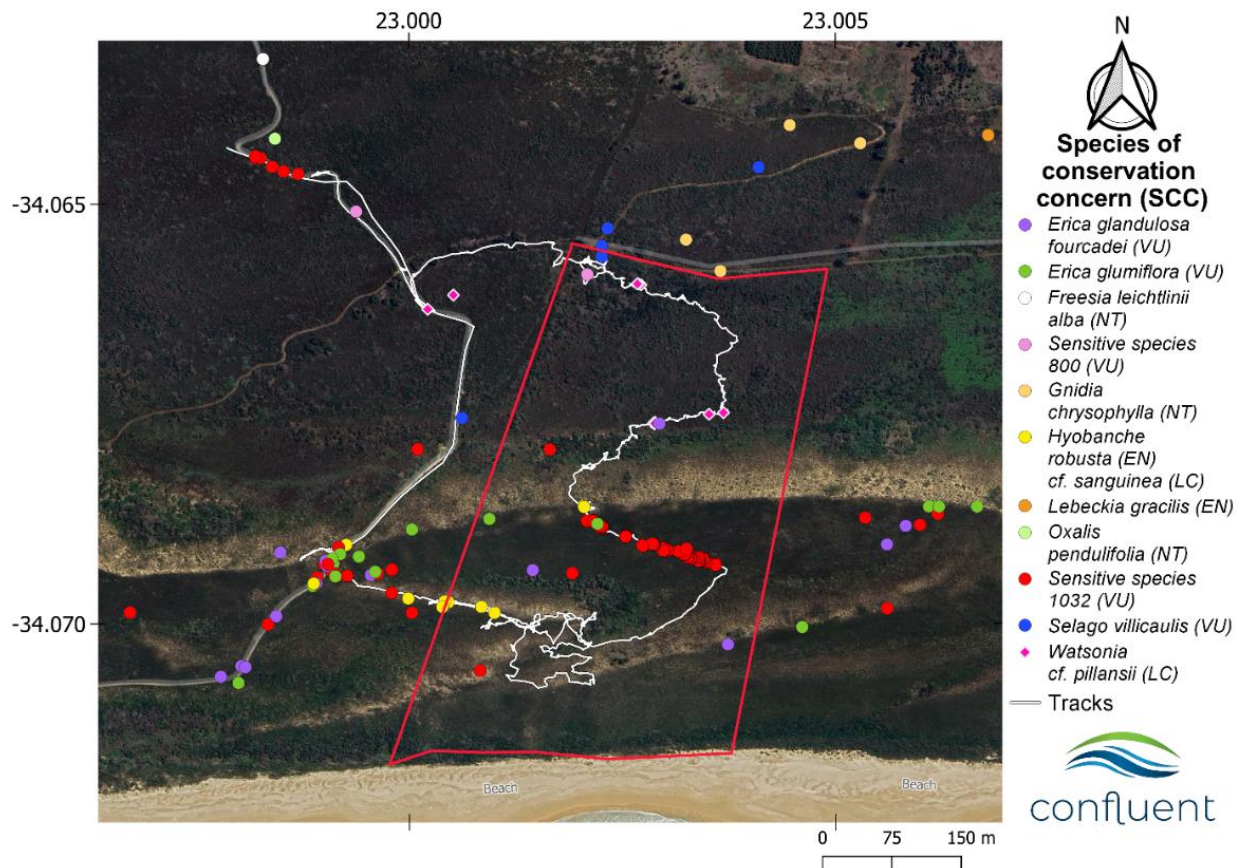 23.000
23.005
N
-34.065
-34.070
Beach
Beach
Species of
conservation
concern (SCC)
Erica glandulosa
fourcadei (VU)
Erica glumiflora (VU)
Freesia leichtlinii
alba (NT)
Sensitive species
800 (VU)
Gnidia
chrysophylla (NT)
Hyobanche
robusta (EN)
cf. sanguinea (LC)
Lebeckia gracilis (EN)
Oxalis
pendulifolia (NT)
Sensitive species
1032 (VU)
Selago villicaulis (VU)
Watsonia
cf. pillansii (LC)
Tracks
confluent
0 75 150 m